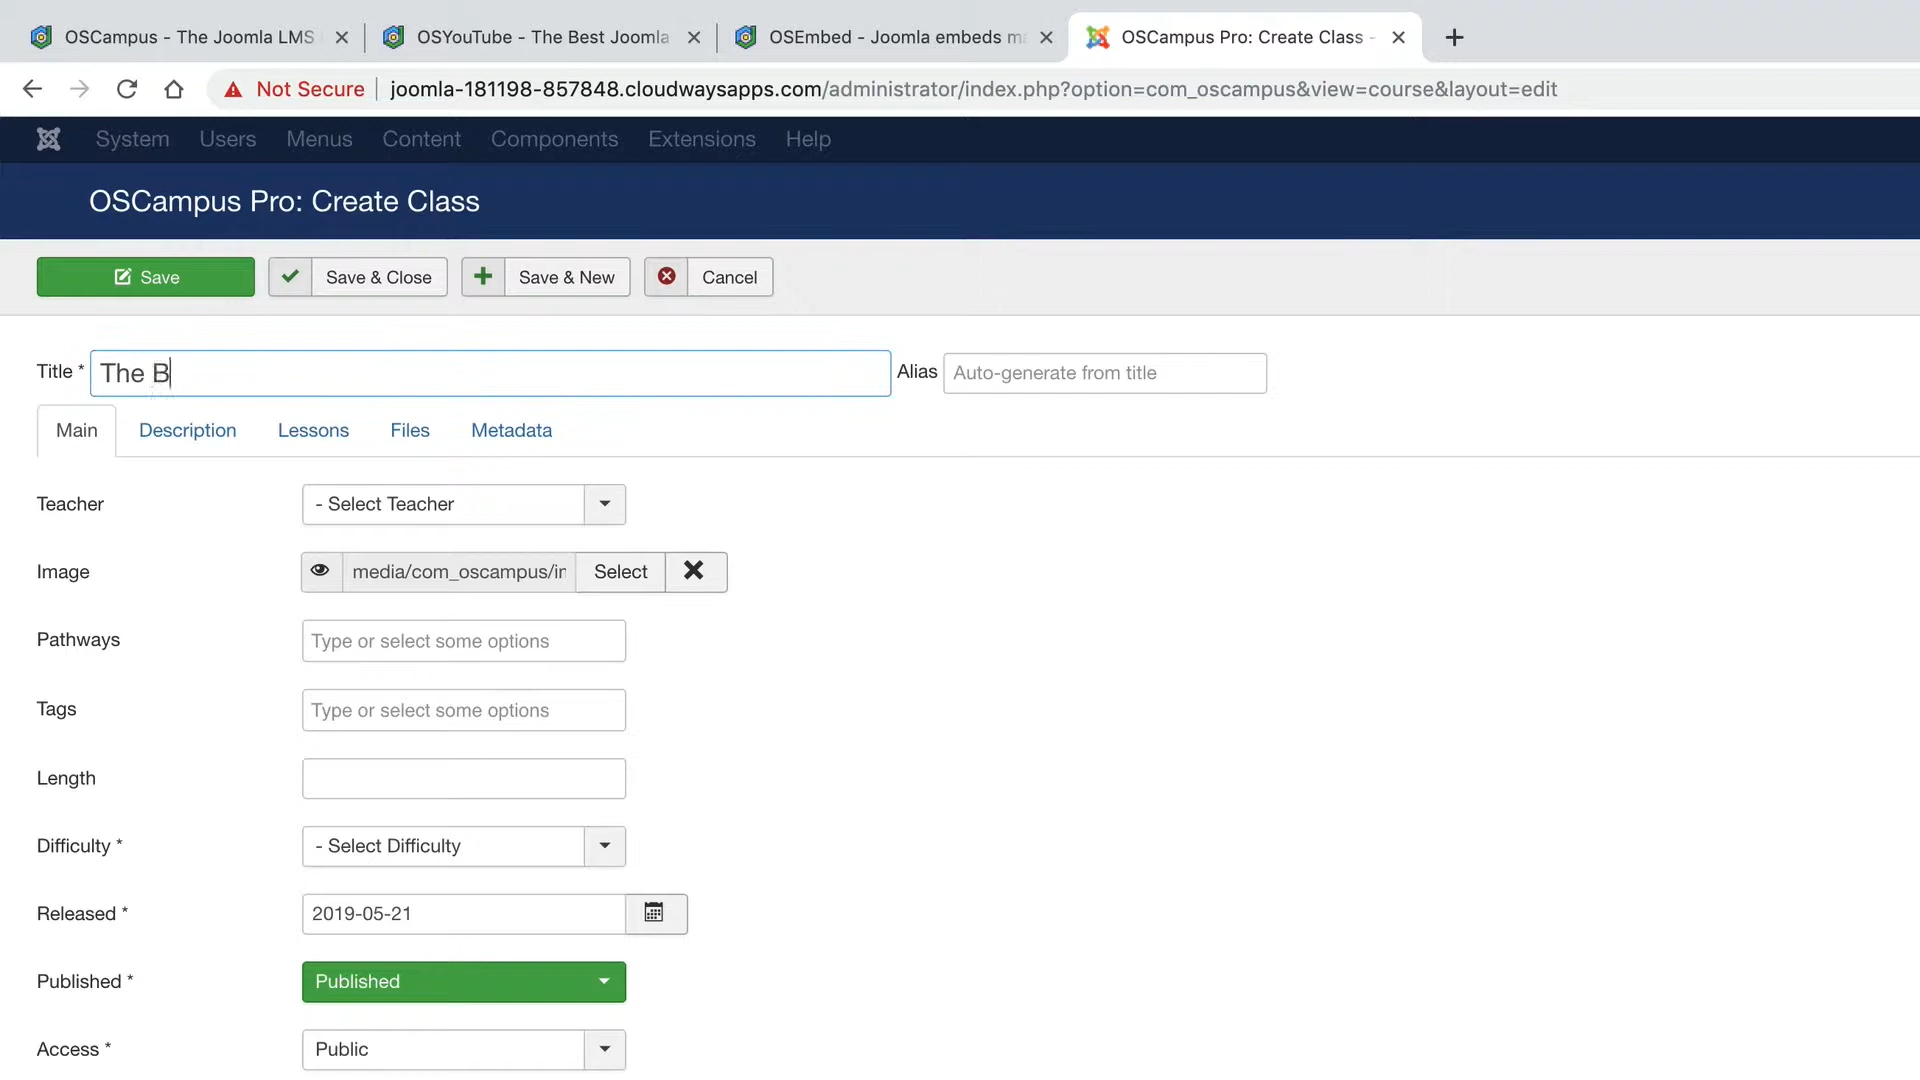 OSCampus - The Joomla LMS
OSYouTube - The Best Joomla
OSEmbed - Joomla embeds ma
OSCampus Pro: Create Class -
Not Secure
joomla-181198-857848.cloudwaysapps.com/administrator/index.php?option=com_oscampus&view=course&layout=edit
System Users Menus Content Components Extensions Help
OSCampus Pro: Create Class
Save Save & Close Save & New Cancel
Title * The B Alias Auto-generate from title
Main Description Lessons Files Metadata
Teacher - Select Teacher
Image media/com_oscampus/in Select
Pathways Type or select some options
Tags Type or select some options
Length
Difficulty * - Select Difficulty
Released * 2019-05-21
Published * Published
Access * Public